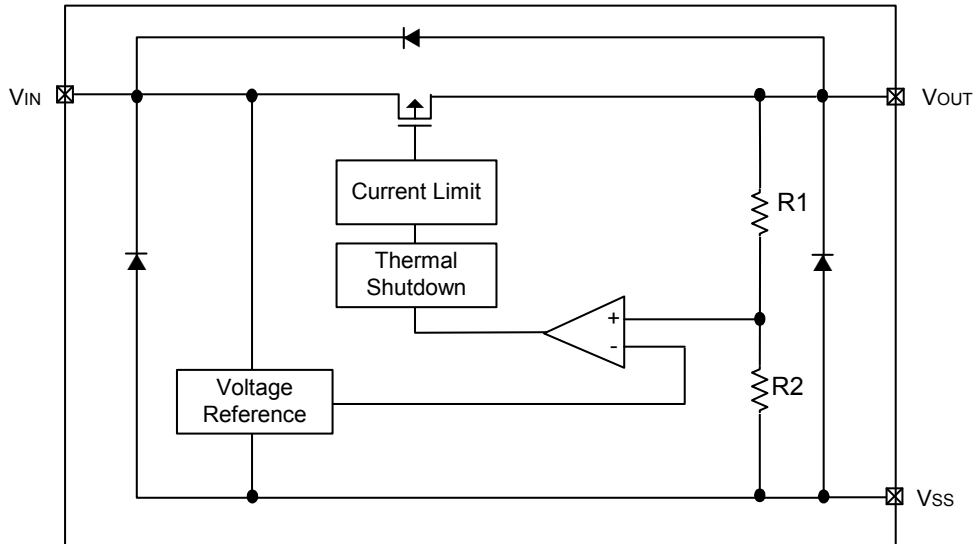 VIN
VOUT
Current Limit
R1
Thermal
Shutdown
+
-
Voltage
Reference
R2
VSS